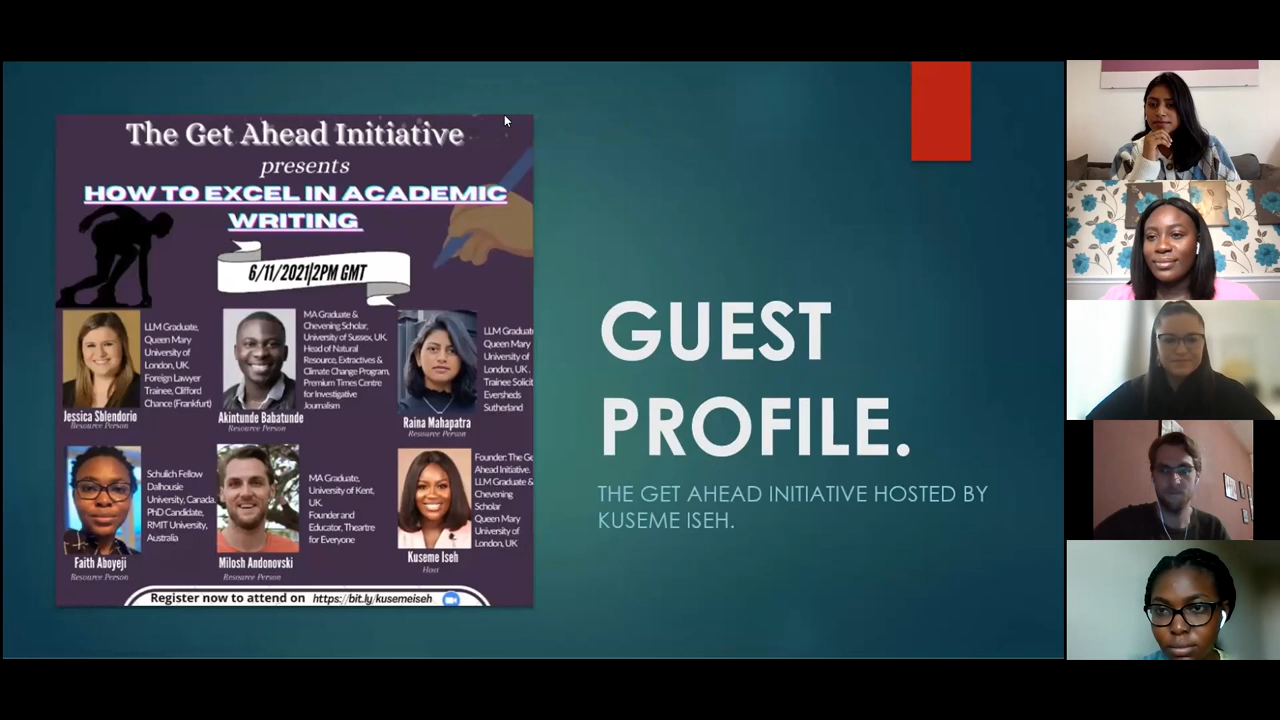 The Get Ahead Initiative
presents
HOW TO EXCEL IN ACADEMIC
WRITING
6/11/2021|2PM GMT
LLM Graduate,
Queen Mary
University of
London, UK.
Foreign Lawyer
Trainee, Clifford
Chance (Frankfurt)
Jessica Sblendorio
Resource Person
MA Graduate &
Chevening Scholar,
University of Sussex, UK.
Head of Natural
Resource, Extractives &
Climate Change Program,
Premium Times Centre
for Investigative
Journalism
Akintunde Babatunde
Resource Person
LLM Graduat
Queen Mary
University of
London, UK .
Trainee Solicit
Eversheds
Sutherland
Raina Mahapatra
Resource Person
Schulich Fellow
Dalhousie
University, Canada.
PhD Candidate,
RMIT University,
Australia
Faith Aboyeji
Resource Person
MA Graduate,
University of Kent,
UK.
Founder and
Educator, Theartre
for Everyone
Milosh Andonovski
Resource Person
Founder: The Ge
Ahead Initiative.
LLM Graduate &
Chevening
Scholar
Queen Mary
University of
London, UK
Kuseme Iseh
Host
Register now to attend on https://bit.ly/kusemeiseh
GUEST
PROFILE.
THE GET AHEAD INITIATIVE HOSTED BY
KUSEME ISEH.